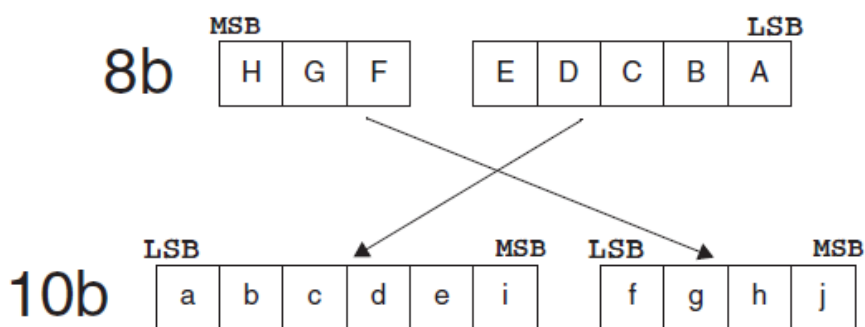 MSB LSB
8b H G F E D C B A
LSB MSB LSB MSB
10b a b c d e i f g h j